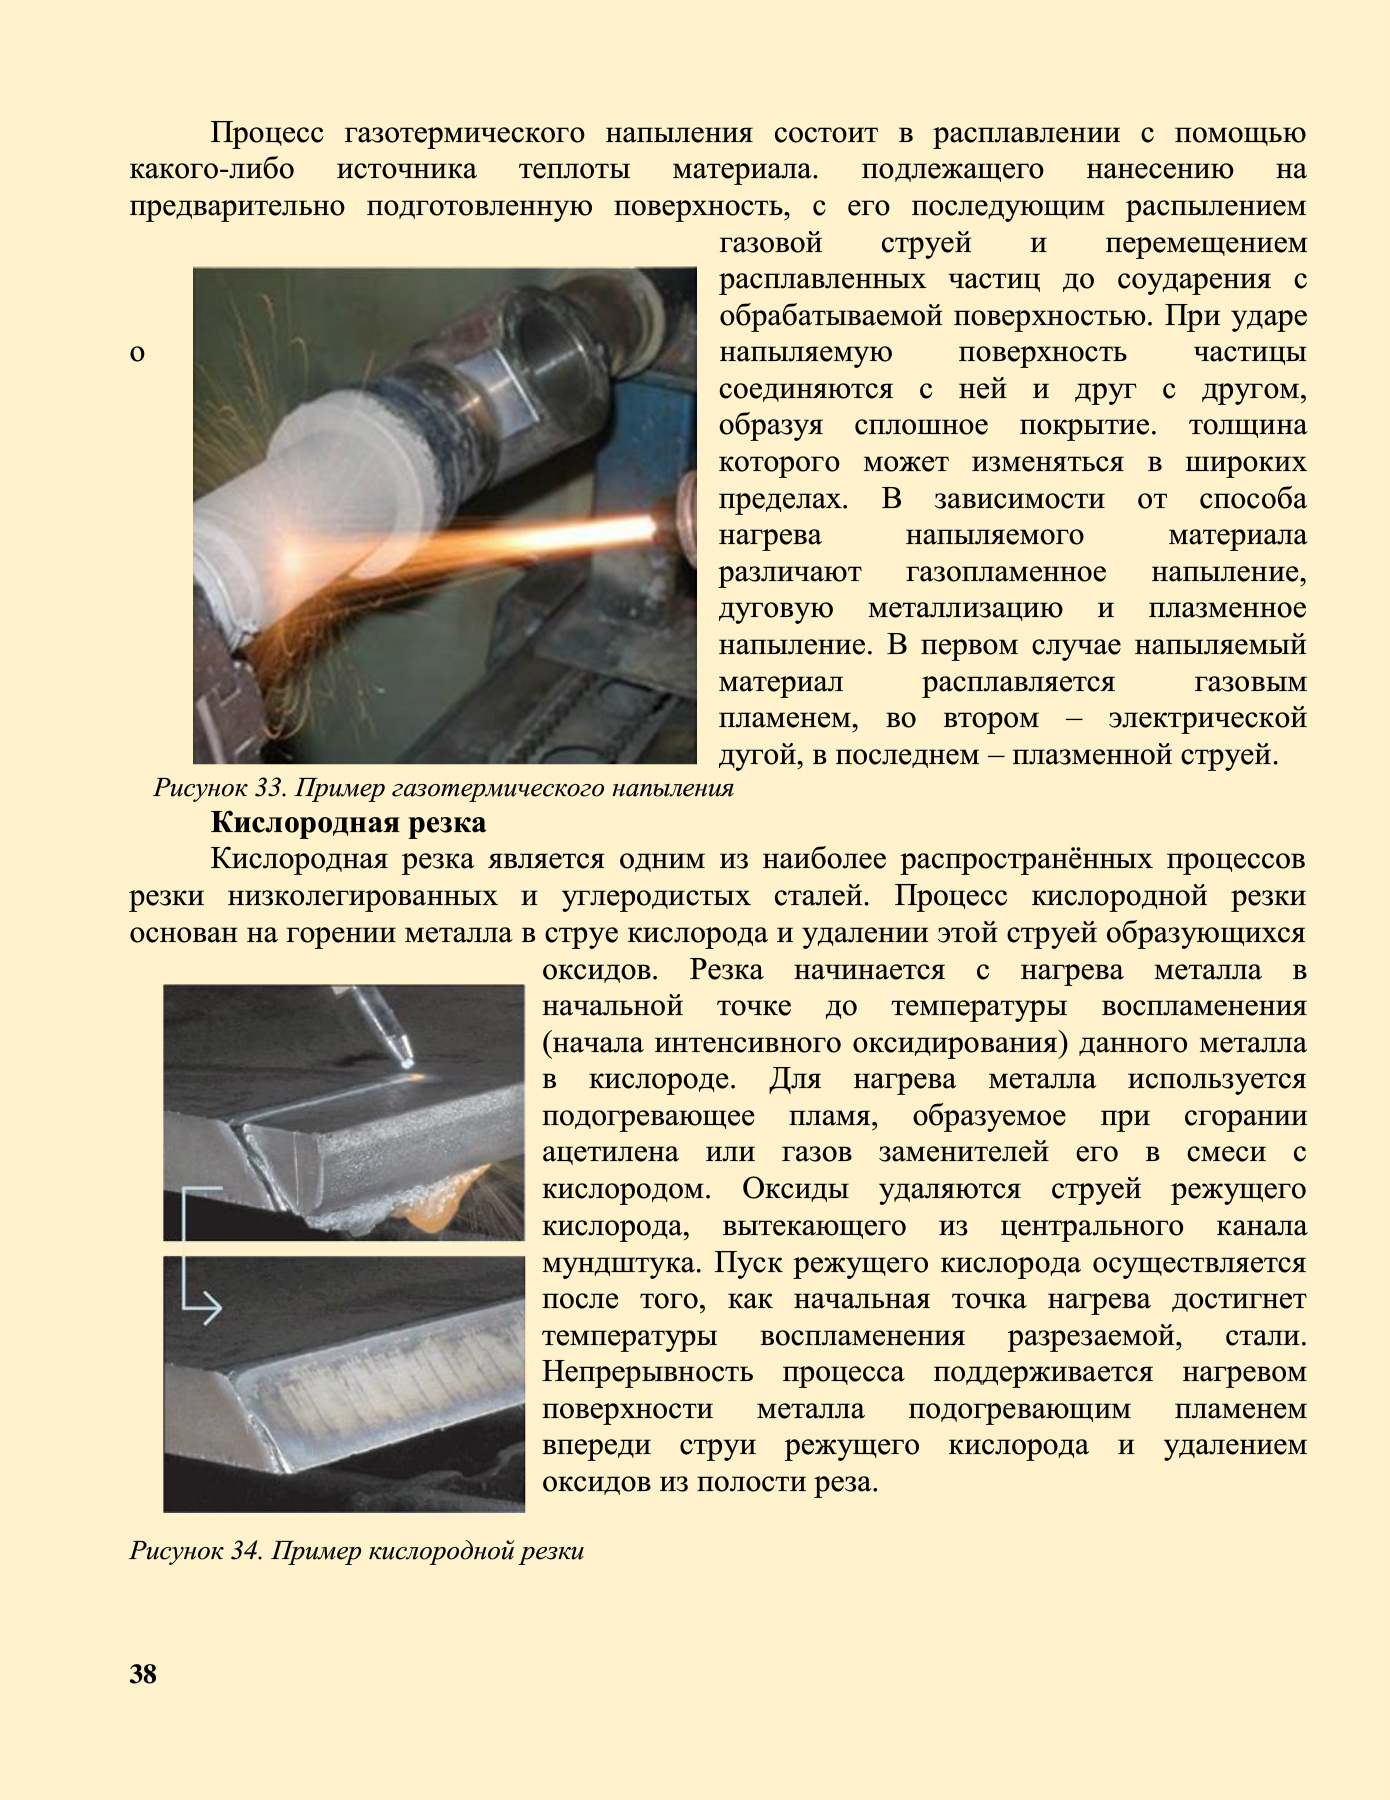 Процесс газотермического напыления состоит в расплавлении с помощью
какого-либо источника теплоты материала. подлежащего нанесению на
предварительно подготовленную поверхность, с его последующим распылением
газовой струей и перемещением
расплавленных частиц до соударения с
обрабатываемой поверхностью. При ударе
о напыляемую поверхность частицы
соединяются с ней и друг с другом,
образуя сплошное покрытие. толщина
которого может изменяться в широких
пределах. В зависимости от способа
нагрева напыляемого материала
различают газопламенное напыление,
дуговую металлизацию и плазменное
напыление. В первом случае напыляемый
материал расплавляется газовым
пламенем, во втором – электрической
дугой, в последнем – плазменной струей.
Рисунок 33. Пример газотермического напыления
Кислородная резка
Кислородная резка является одним из наиболее распространённых процессов
резки низколегированных и углеродистых сталей. Процесс кислородной резки
основан на горении металла в струе кислорода и удалении этой струей образующихся
оксидов. Резка начинается с нагрева металла в
начальной точке до температуры воспламенения
(начала интенсивного оксидирования) данного металла
в кислороде. Для нагрева металла используется
подогревающее пламя, образуемое при сгорании
ацетилена или газов заменителей его в смеси с
кислородом. Оксиды удаляются струей режущего
кислорода, вытекающего из центрального канала
мундштука. Пуск режущего кислорода осуществляется
после того, как начальная точка нагрева достигнет
температуры воспламенения разрезаемой, стали.
Непрерывность процесса поддерживается нагревом
поверхности металла подогревающим пламенем
впереди струи режущего кислорода и удалением
оксидов из полости реза.
Рисунок 34. Пример кислородной резки
38